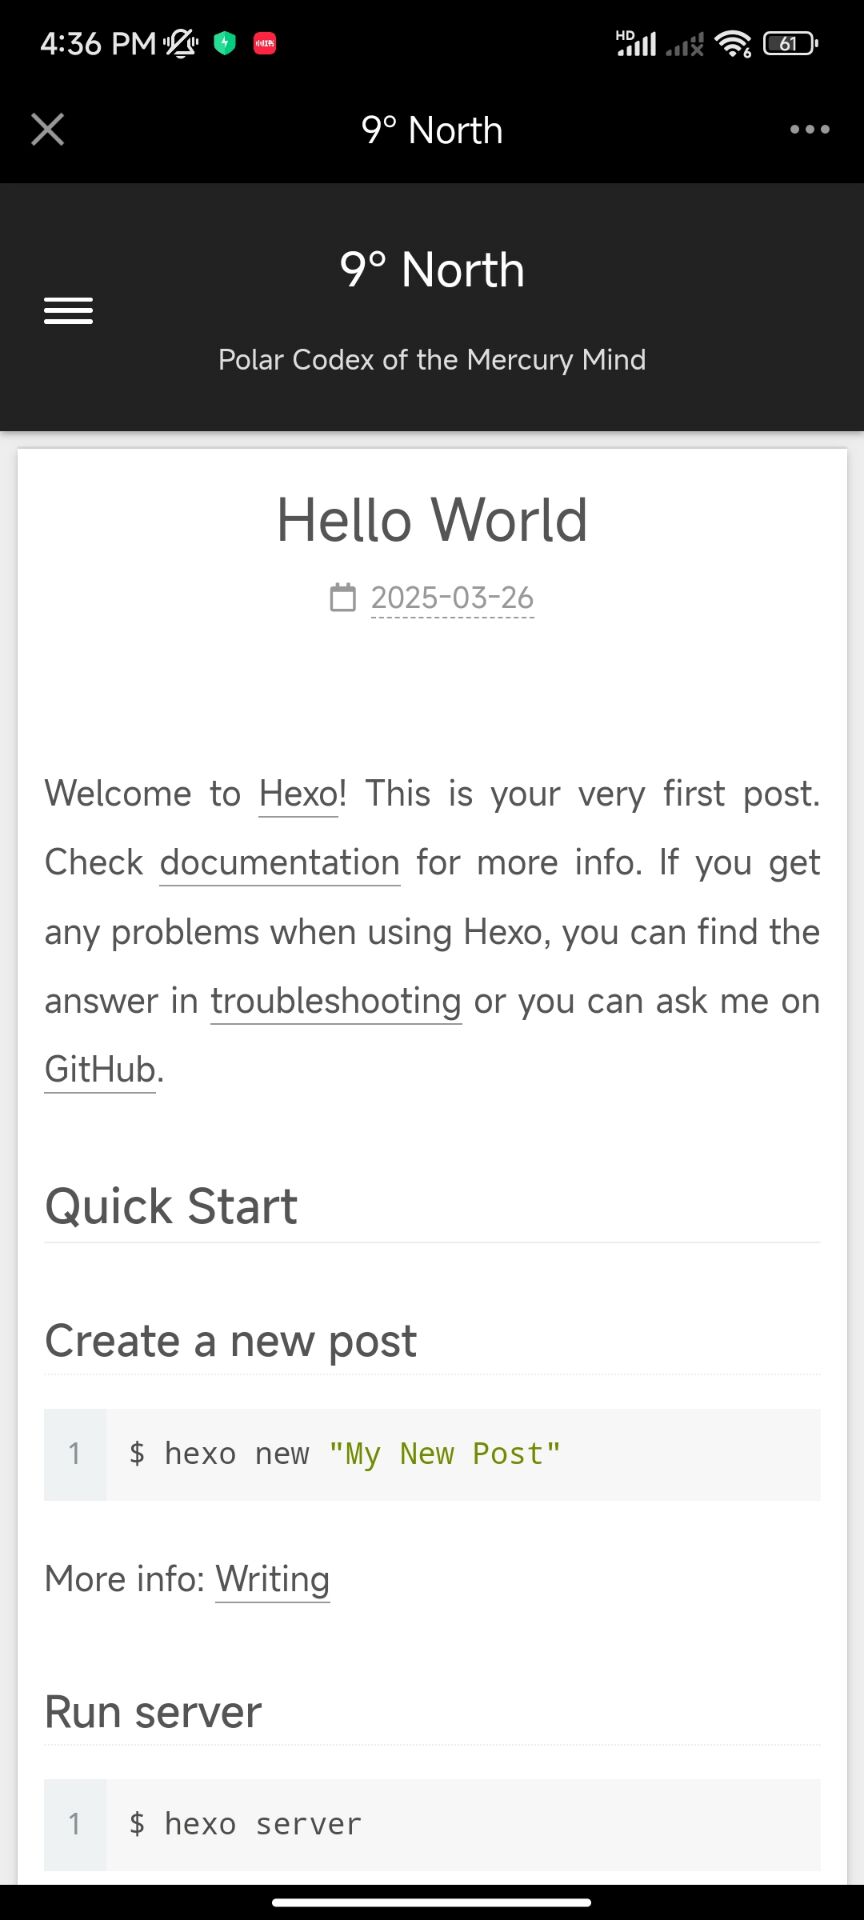 4:36 PM
HD
6
61
9° North
9° North
Polar Codex of the Mercury Mind
Hello World
2025-03-26
Welcome to Hexo! This is your very first post.
Check documentation for more info. If you get
any problems when using Hexo, you can find the
answer in troubleshooting or you can ask me on
GitHub.
Quick Start
Create a new post
1 $ hexo new "My New Post"
More info: Writing
Run server
1 $ hexo server